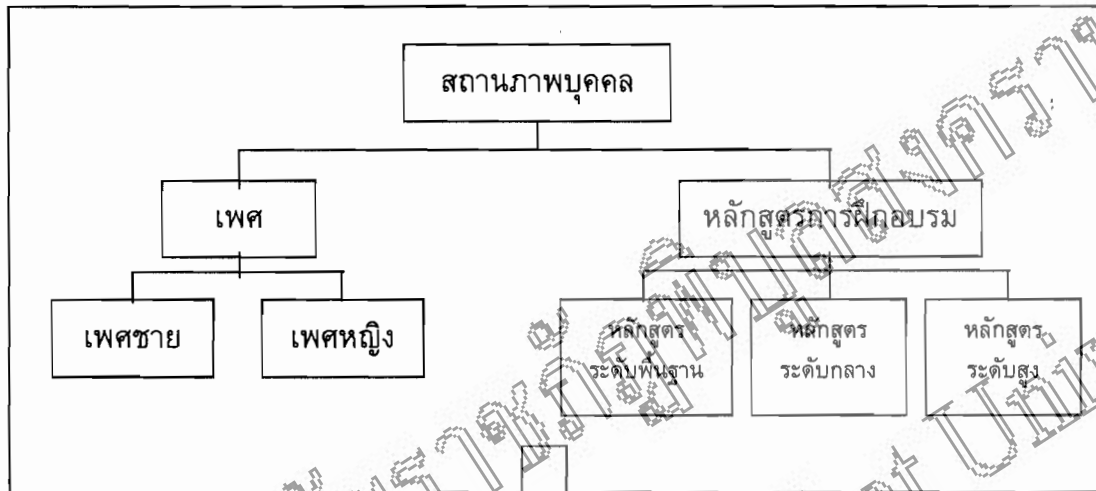 สถานภาพบุคคล
เพศ
หลักสูตรการฝึกอบรม
เพศชาย
เพศหญิง
หลักสูตร
ระดับพื้นฐาน
หลักสูตร
ระดับกลาง
หลักสูตร
ระดับสูง